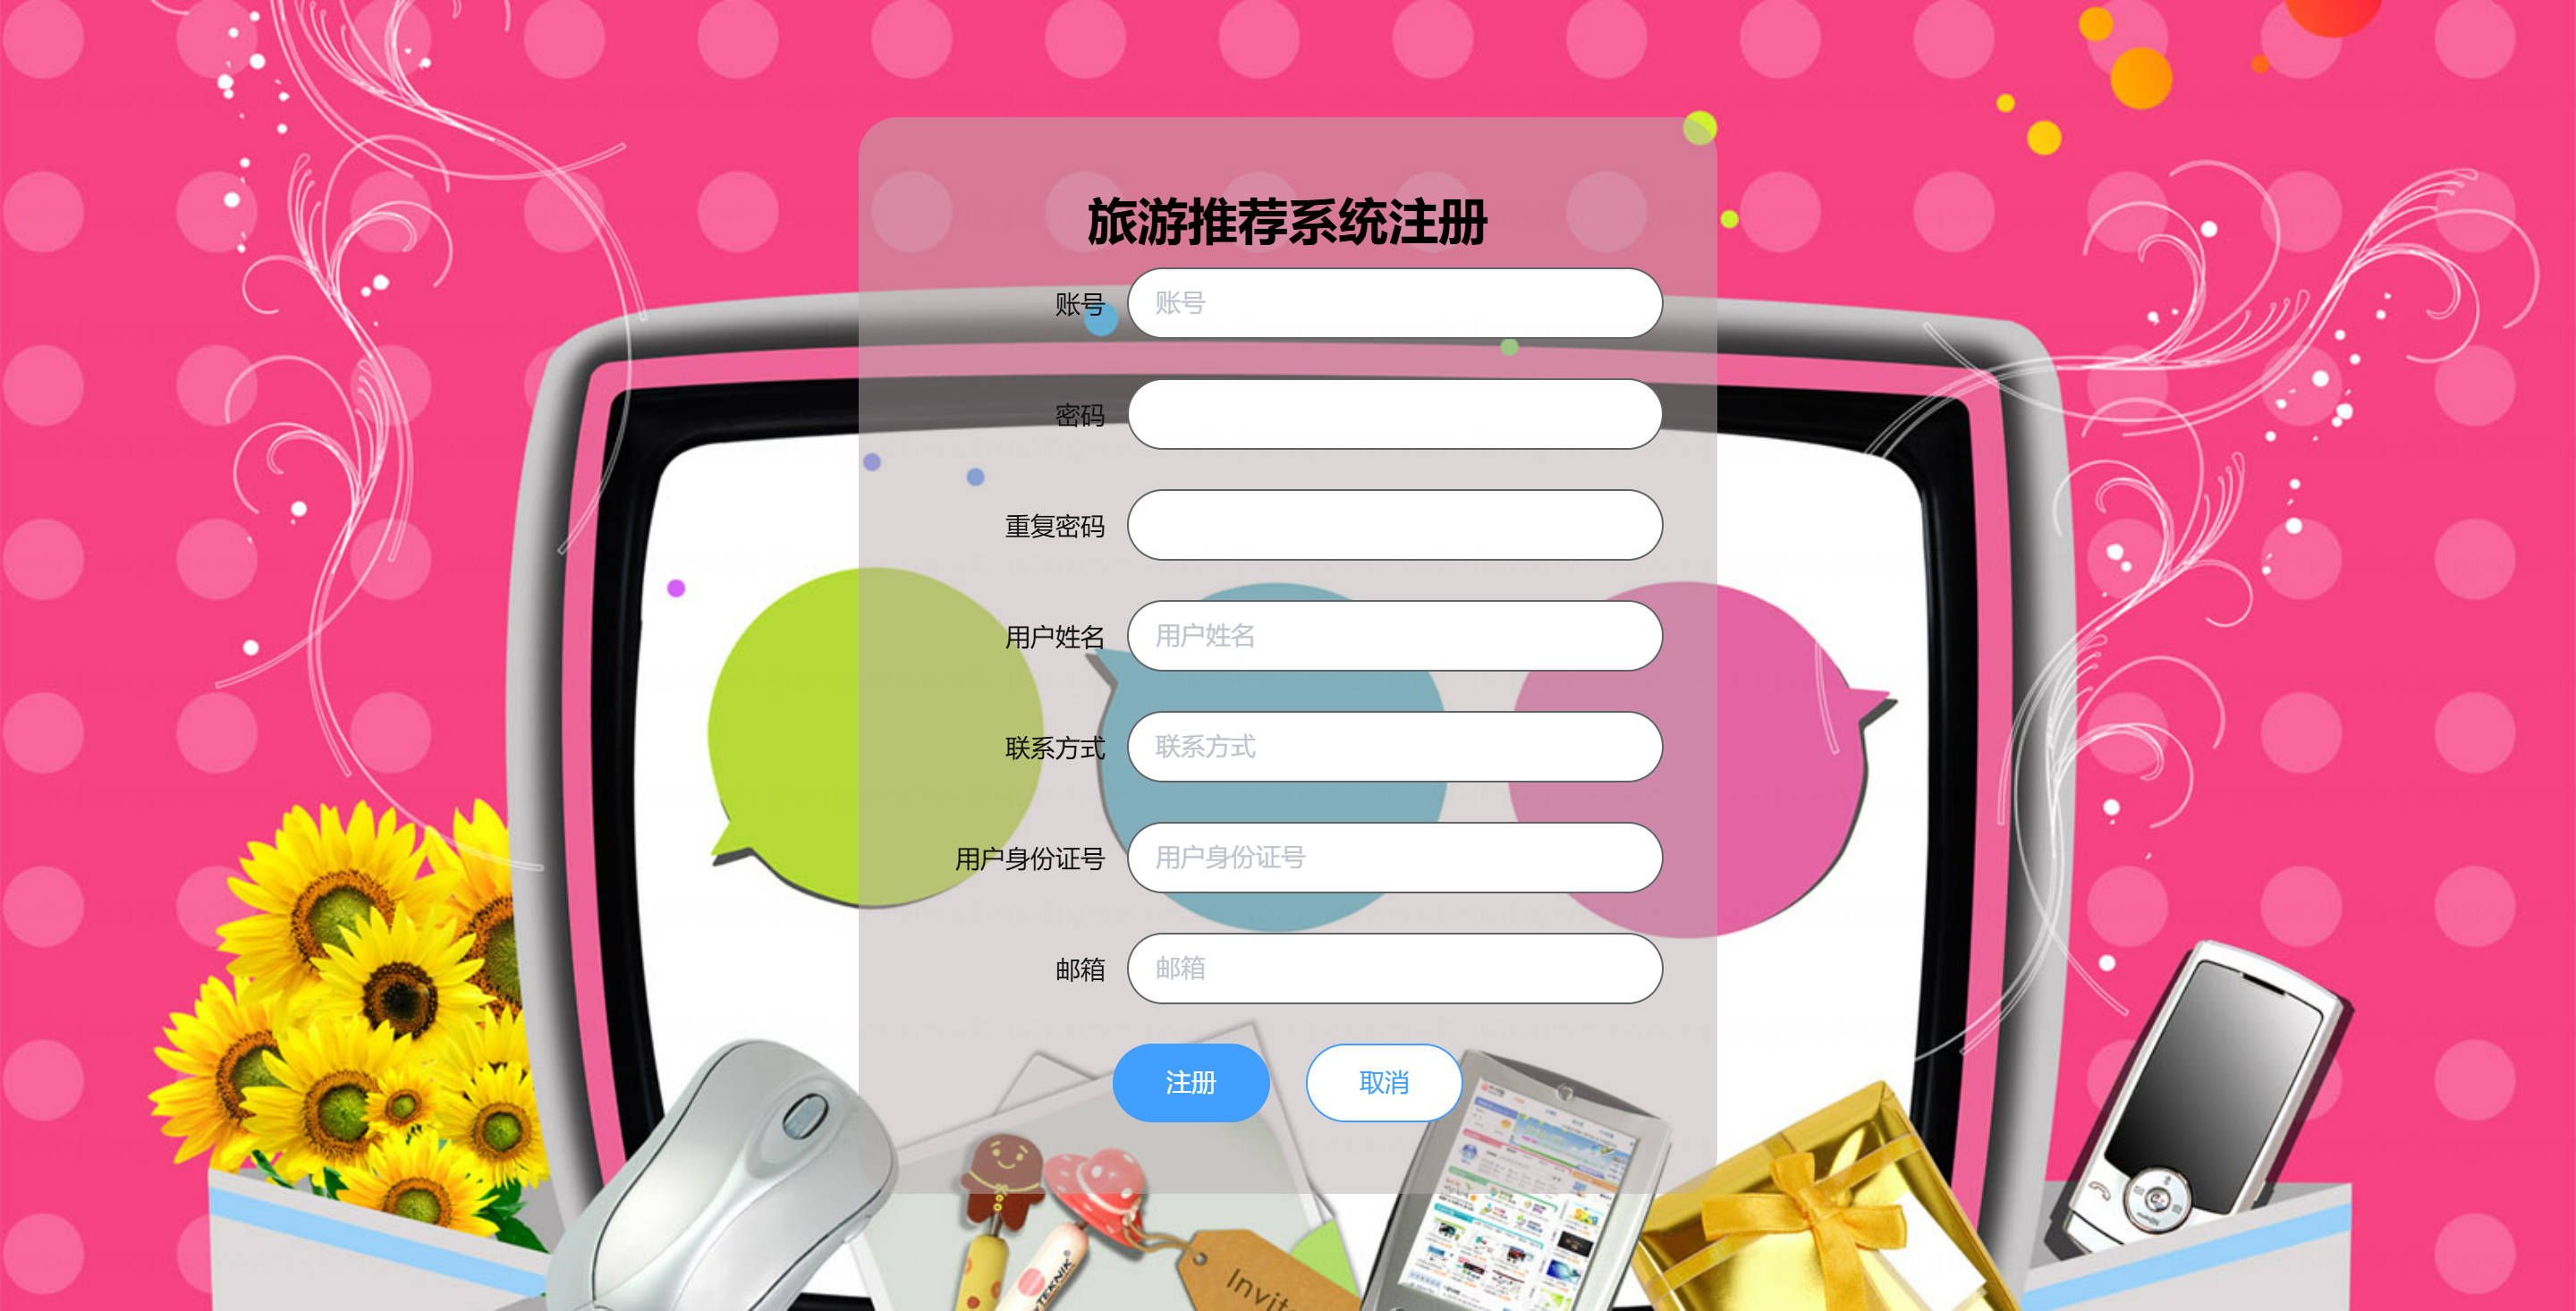 旅游推荐系统注册
账号 账号
密码
重复密码
用户姓名 用户姓名
联系方式 联系方式
用户身份证号 用户身份证号
邮箱 邮箱
注册 取消
TEKNIK